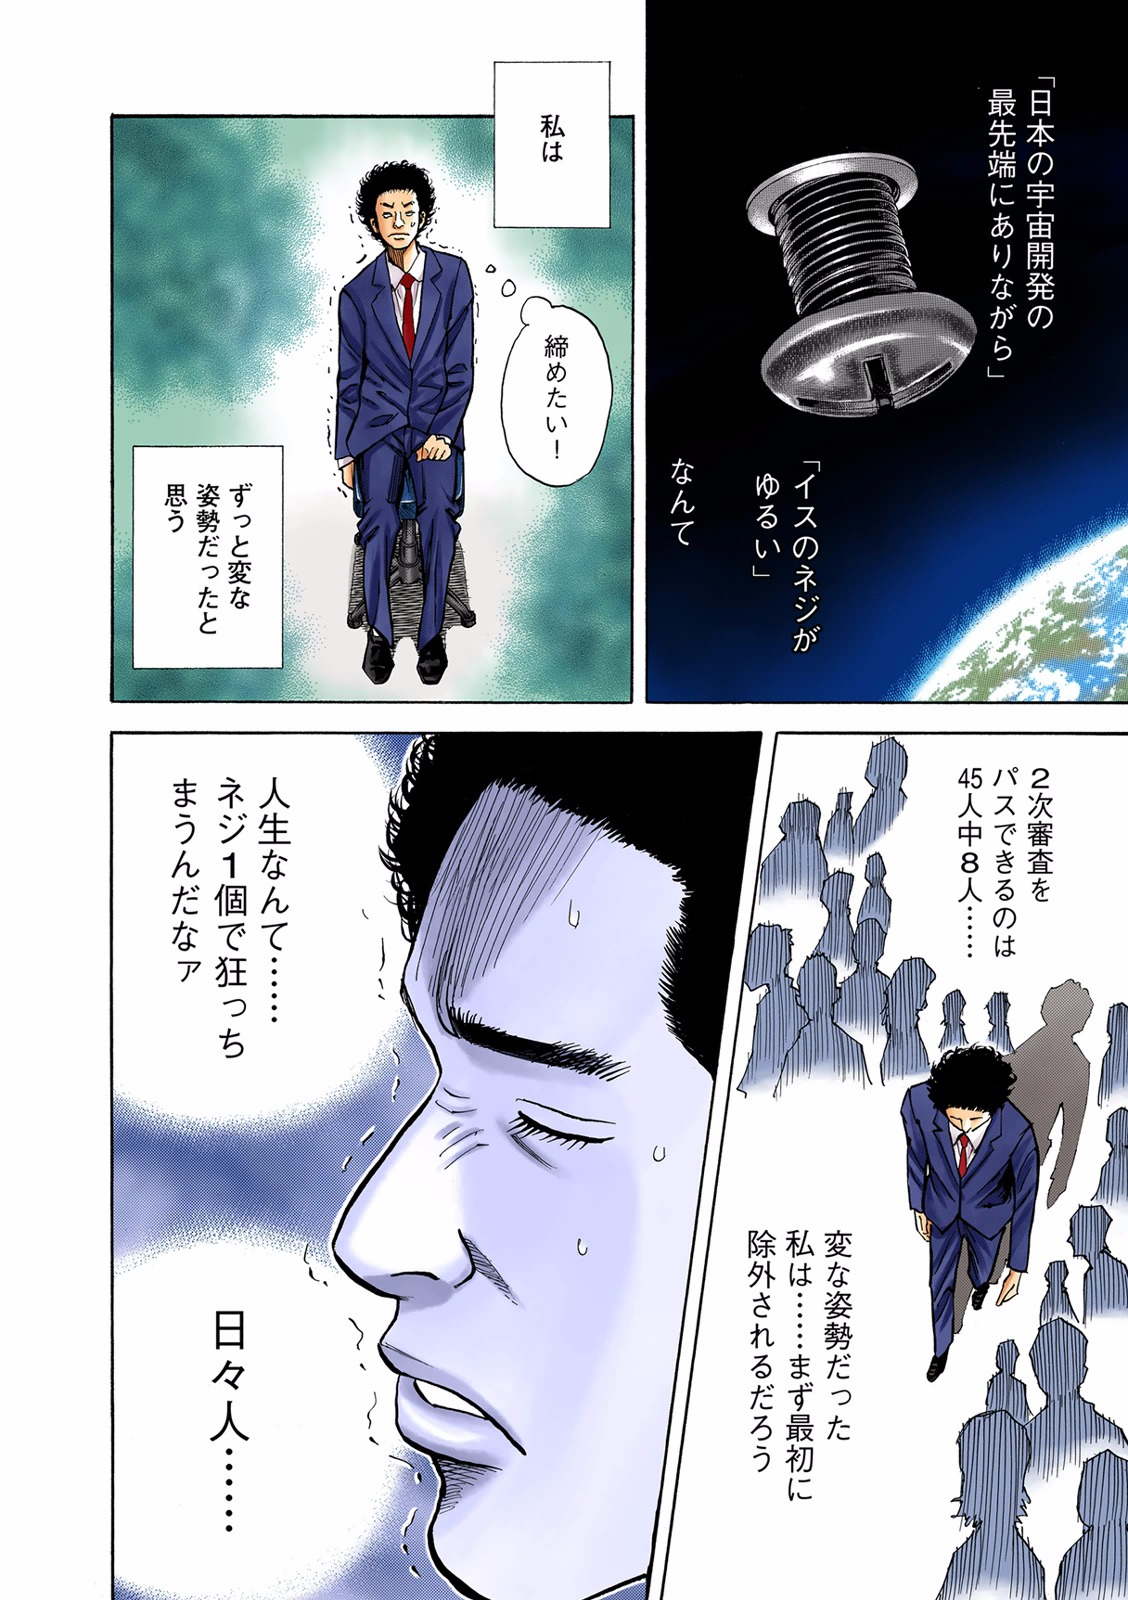 「日本の宇宙開発の
最先端にありながら」
「イスのネジが
ゆるい」
なんて
私は
締めたい！
ずっと変な
姿勢だったと
思う
2次審査を
パスできるのは
45人中8人……
変な姿勢だった
私は……まず最初に
除外されるだろう
人生なんて……
ネジ1個で狂っち
まうんだなァ
日々人……